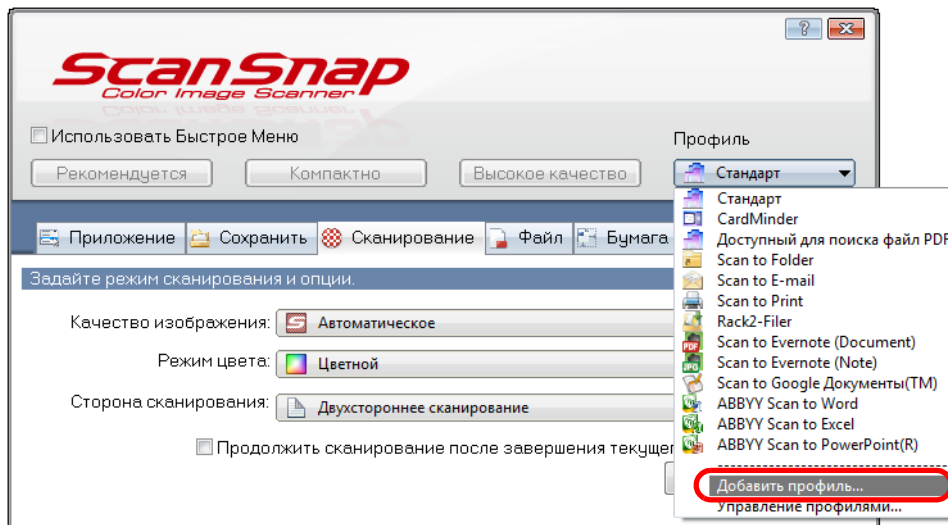 ScanSnap
Color Image Scanner
Использовать Быстрое Меню
Профиль
Рекомендуется
Компактно
Высокое качество
Стандарт
Стандарт
CardMinder
Доступный для поиска файл PDF
Scan to Folder
Scan to E-mail
Scan to Print
Rack2-Filer
Scan to Evernote (Document)
Scan to Evernote (Note)
Scan to Google Документы(TM)
ABBYY Scan to Word
ABBYY Scan to Excel
ABBYY Scan to PowerPoint(R)
Добавить профиль...
Управление профилями...
Приложение
Сохранить
Сканирование
Файл
Бумага
Задайте режим сканирования и опции.
Качество изображения:
Автоматическое
Режим цвета:
Цветной
Сторона сканирования:
Двухстороннее сканирование
Продолжить сканирование после завершения текущег